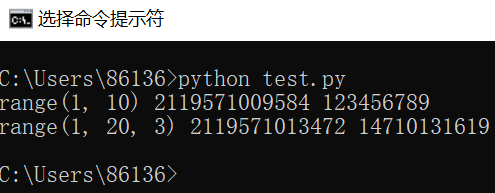 选择命令提示符
C:\Users\86136>python test.py
range(1, 10) 2119571009584 123456789
range(1, 20, 3) 2119571013472 14710131619
C:\Users\86136>